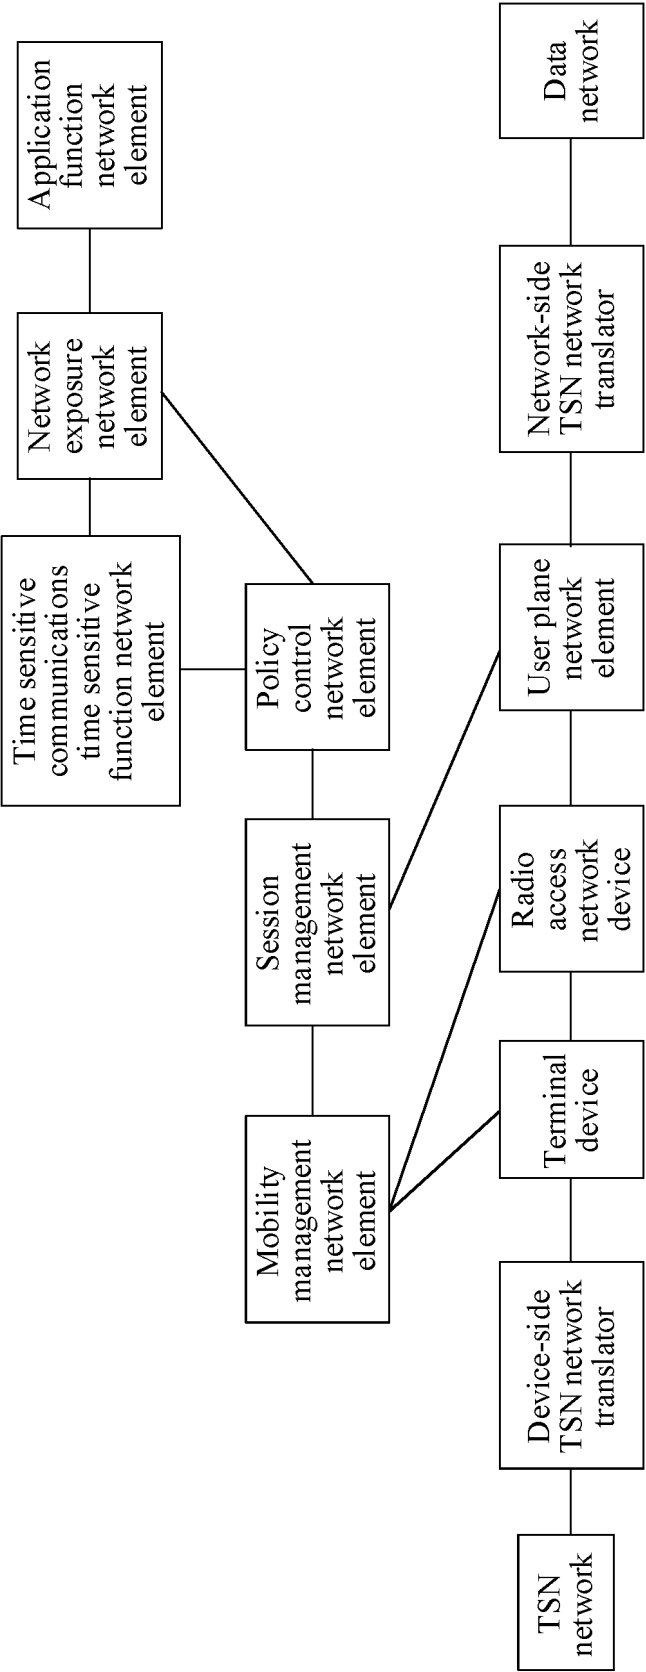 Time sensitive
communications
time sensitive
function network
element
Network
exposure
network
element
Application
function
network
element
Mobility
management
network
element
Session
management
network
element
Policy
control
network
element
TSN
network
Device-side
TSN network
translator
Terminal
device
Radio
access
network
device
User plane
network
element
Network-side
TSN network
translator
Data
network